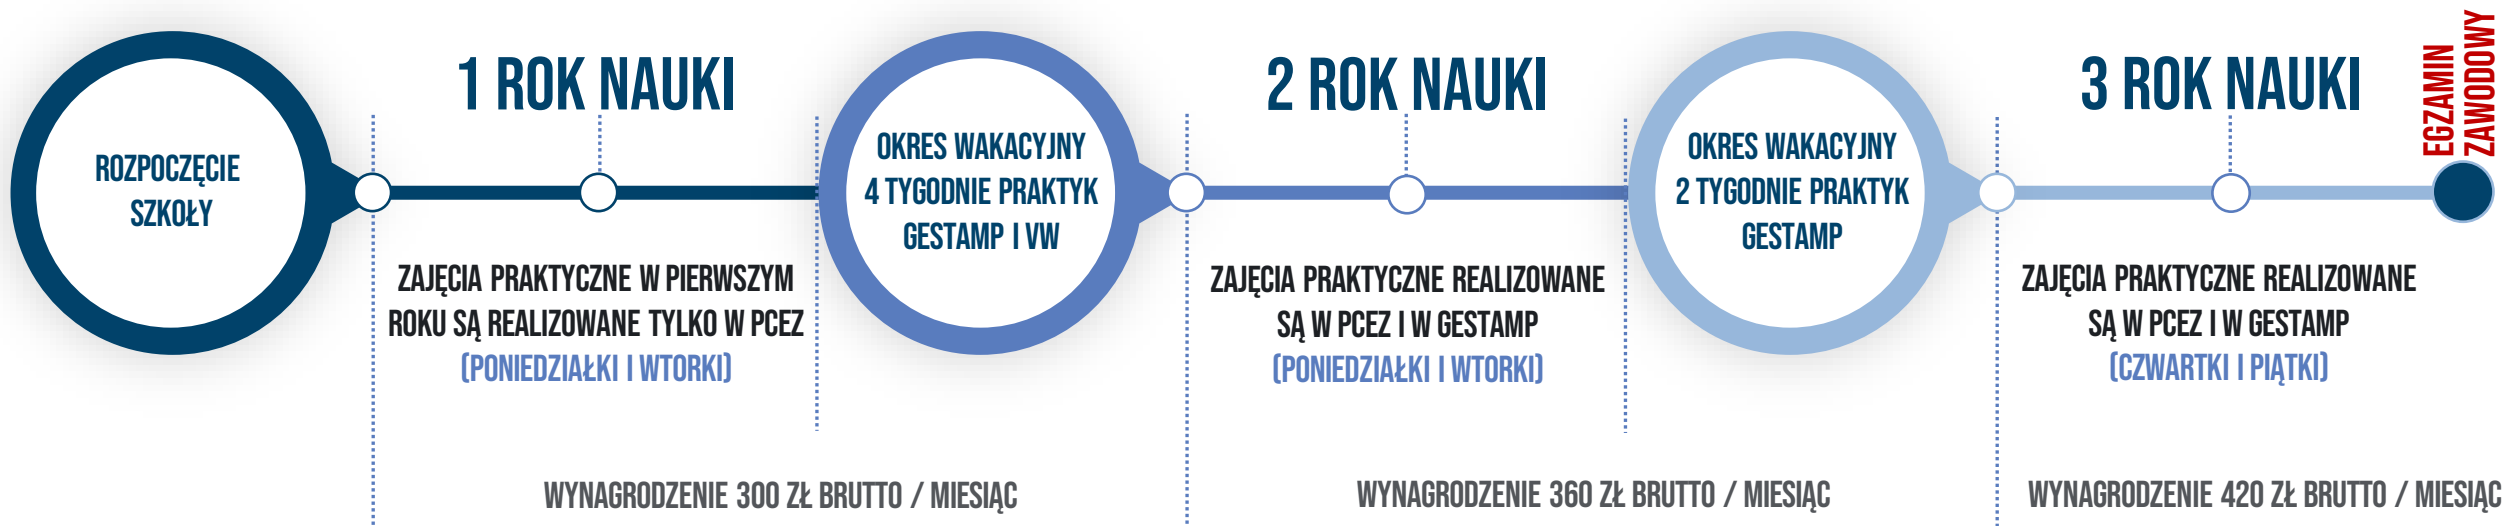 ROZPOCZĘCIE
SZKOŁY
1 ROK NAUKI
ZAJĘCIA PRAKTYCZNE W PIERWSZYM
ROKU SĄ REALIZOWANE TYLKO W PCEZ
(PONIEDZIAŁKI I WTORKI)
OKRES WAKACYJNY
4 TYGODNIE PRAKTYK
GESTAMP I VW
WYNAGRODZENIE 300 ZŁ BRUTTO / MIESIĄC
2 ROK NAUKI
ZAJĘCIA PRAKTYCZNE REALIZOWANE
SĄ W PCEZ I W GESTAMP
(PONIEDZIAŁKI I WTORKI)
OKRES WAKACYJNY
2 TYGODNIE PRAKTYK
GESTAMP
WYNAGRODZENIE 360 ZŁ BRUTTO / MIESIĄC
3 ROK NAUKI
ZAJĘCIA PRAKTYCZNE REALIZOWANE
SĄ W PCEZ I W GESTAMP
(CZWARTKI I PIĄTKI)
WYNAGRODZENIE 420 ZŁ BRUTTO / MIESIĄC
EGZAMIN
ZAWODOWY